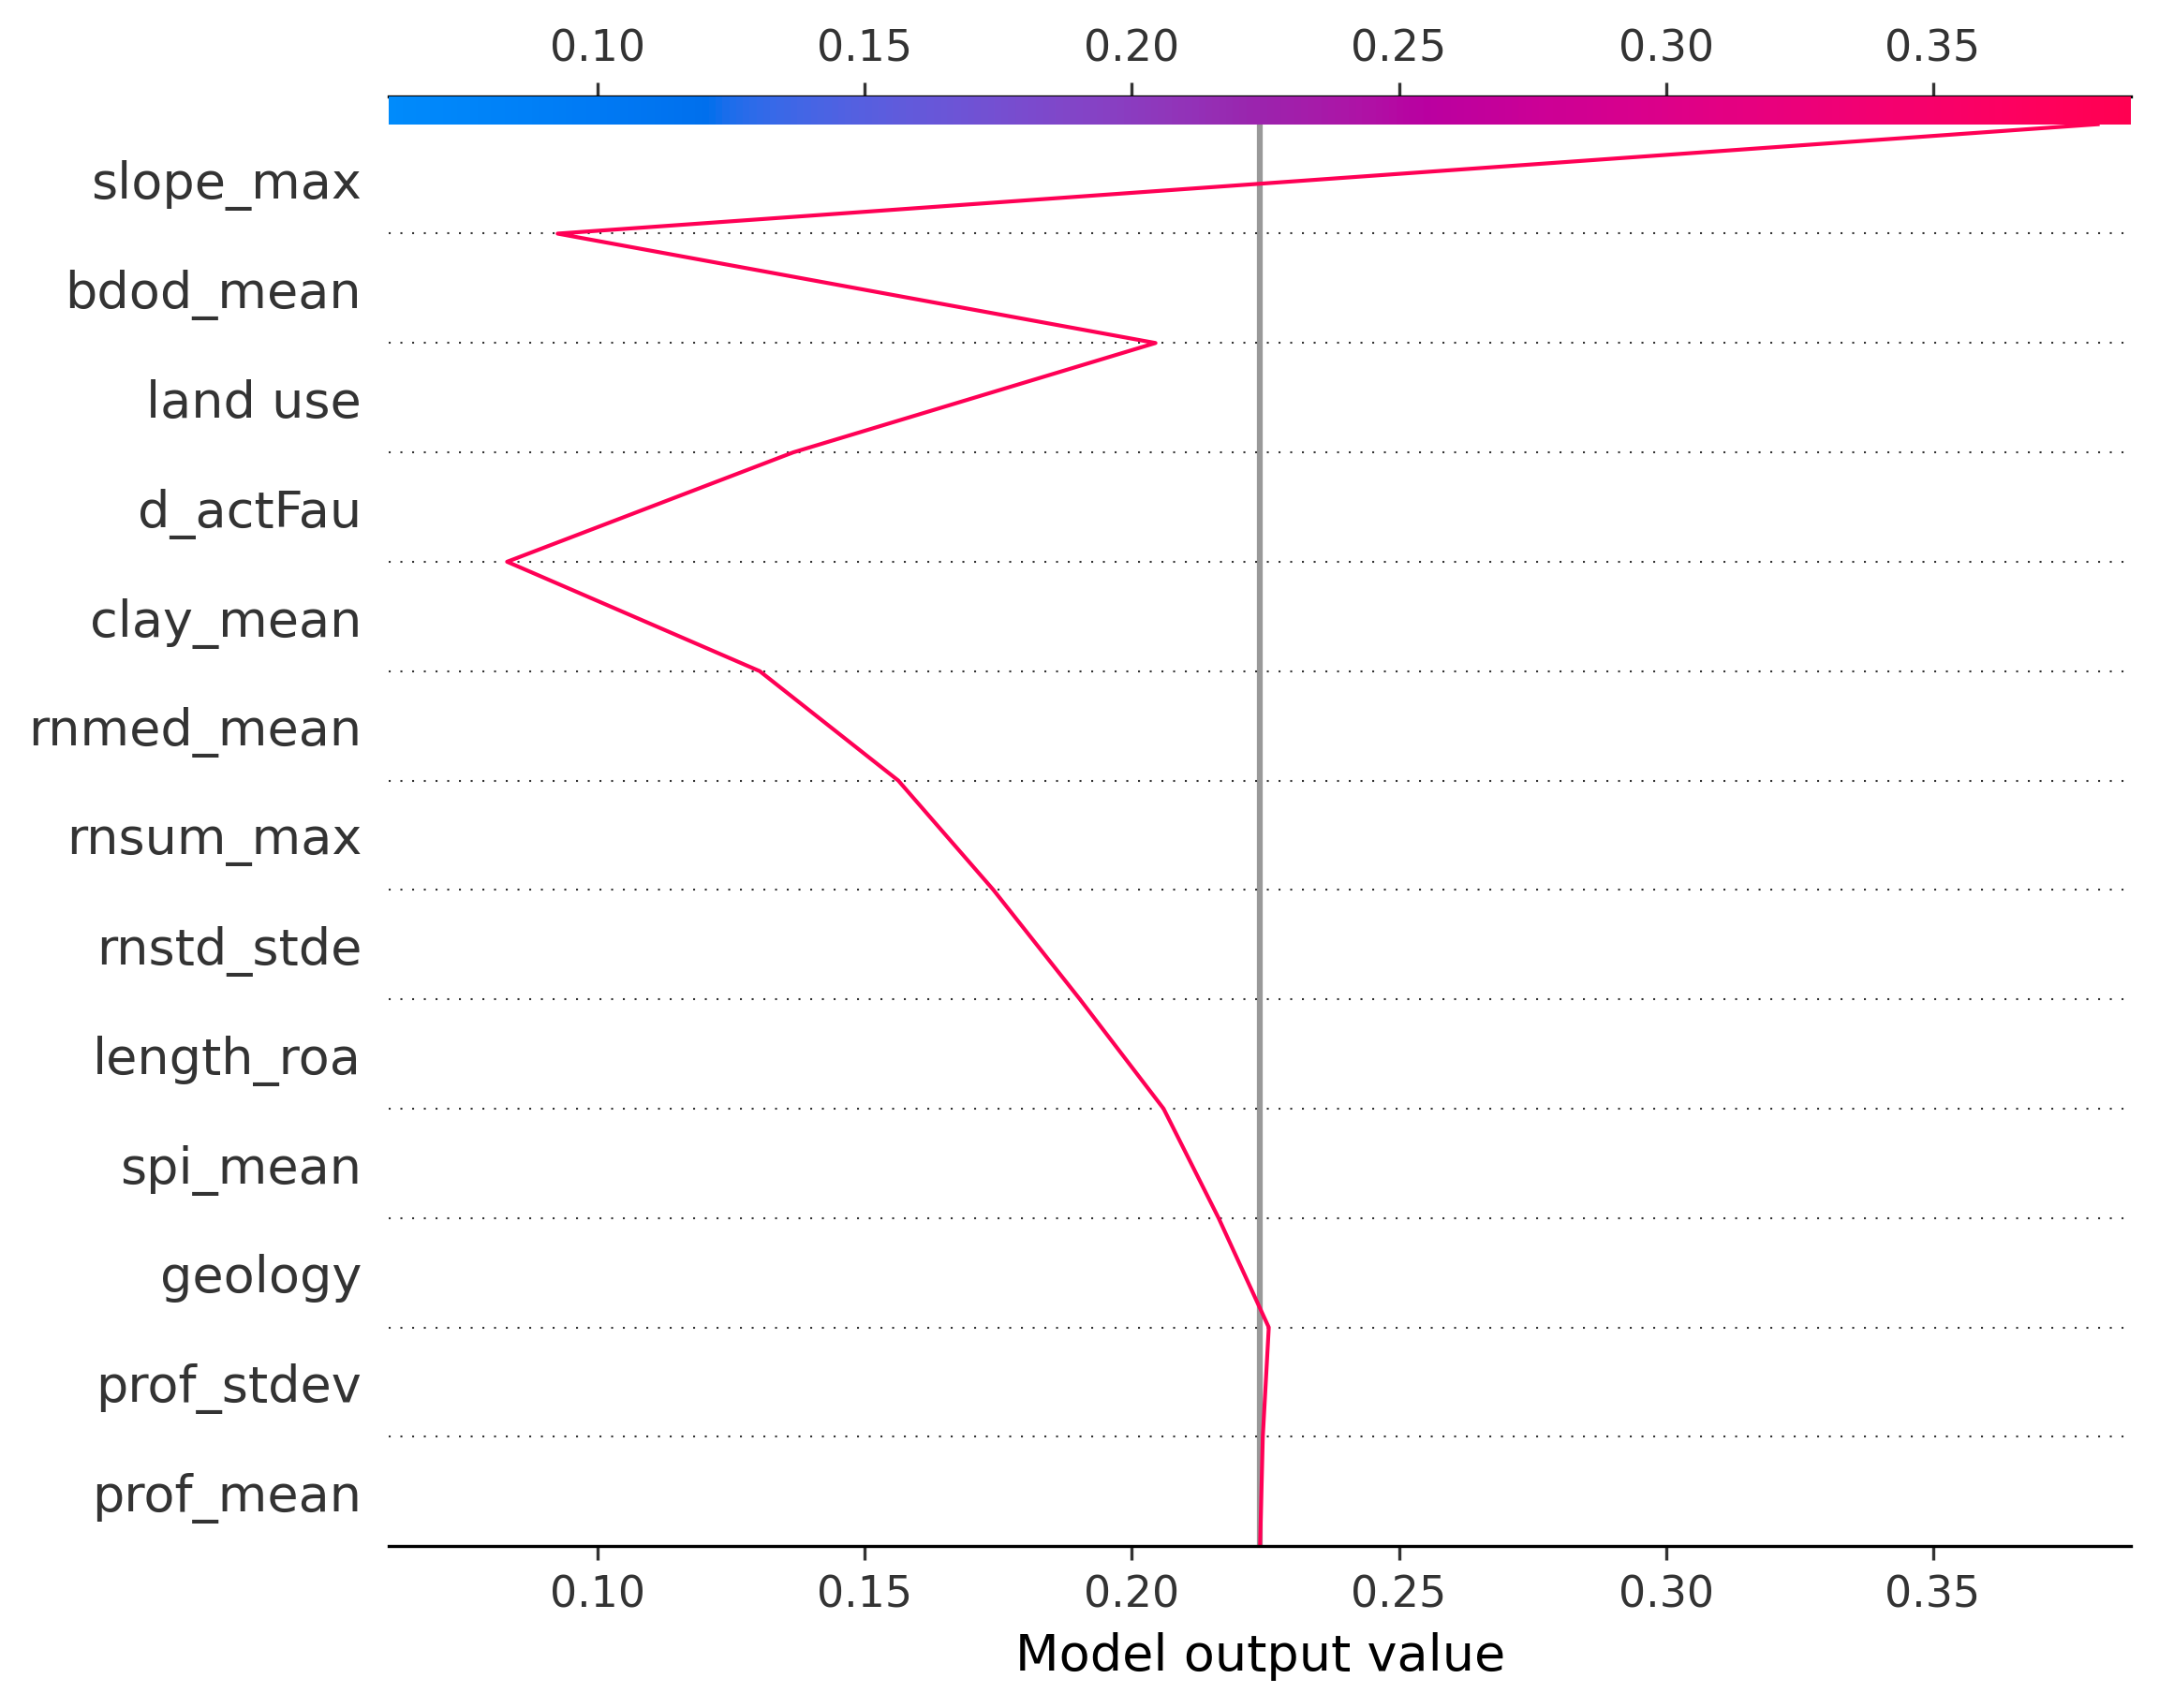 0.10 0.15 0.20 0.25 0.30 0.35
slope_max
bdod_mean
land use
d_actFau
clay_mean
rnmed_mean
rnsum_max
rnstd_stde
length_roa
spi_mean
geology
prof_stdev
prof_mean
0.10 0.15 0.20 0.25 0.30 0.35
Model output value